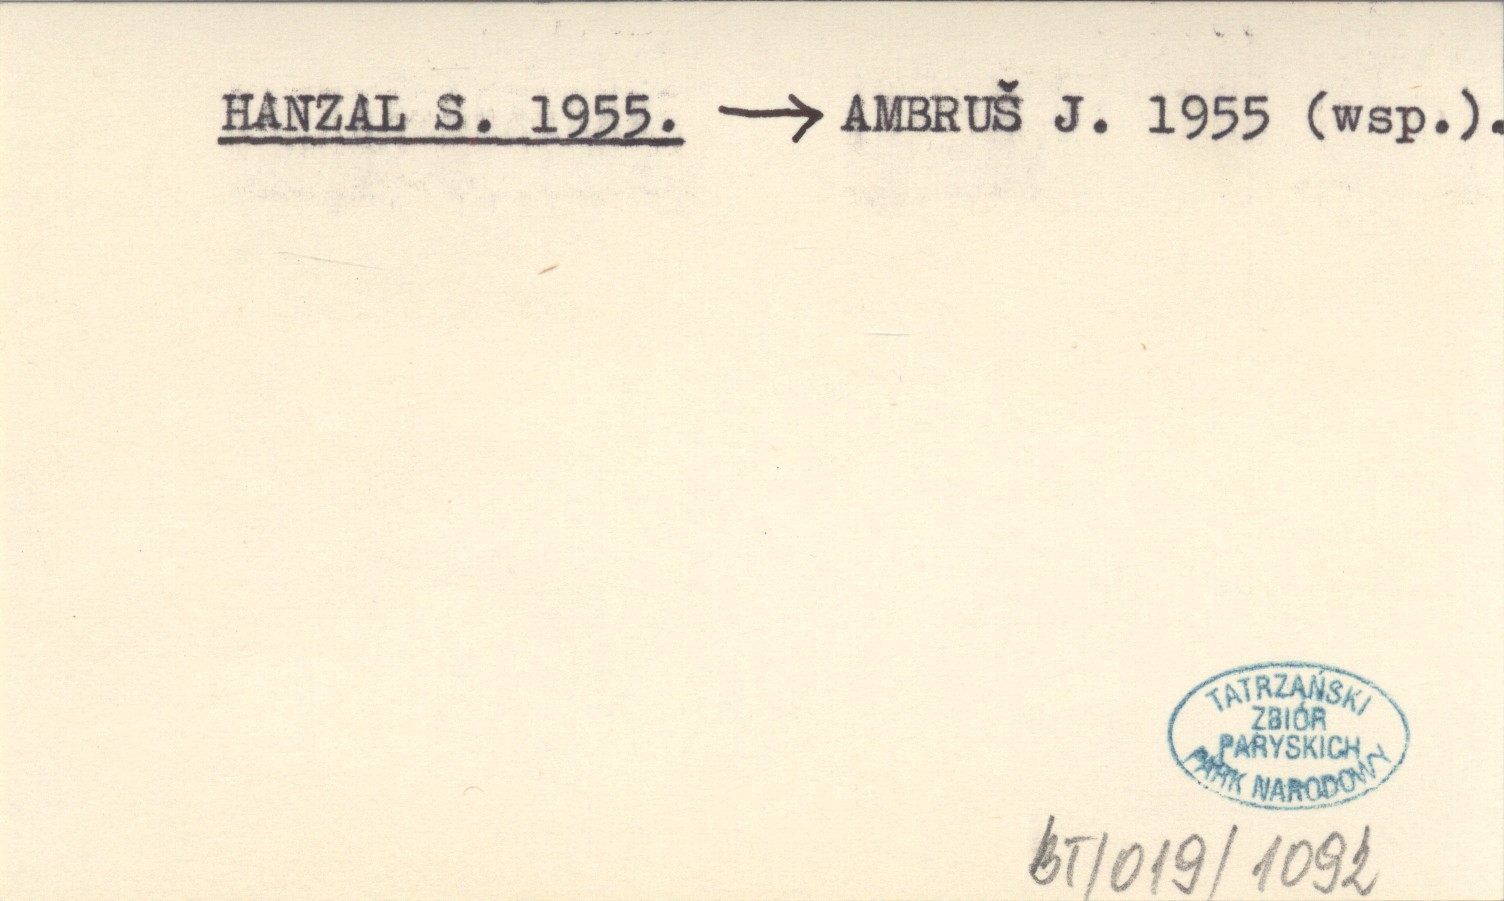 HANZAL S. 1955. → AMBRUŠ J. 1955 (wsp.).
TATRZAŃSKI
ZBIÓR
PARYSKICH
PARK NARODOWY
BT/019/1092